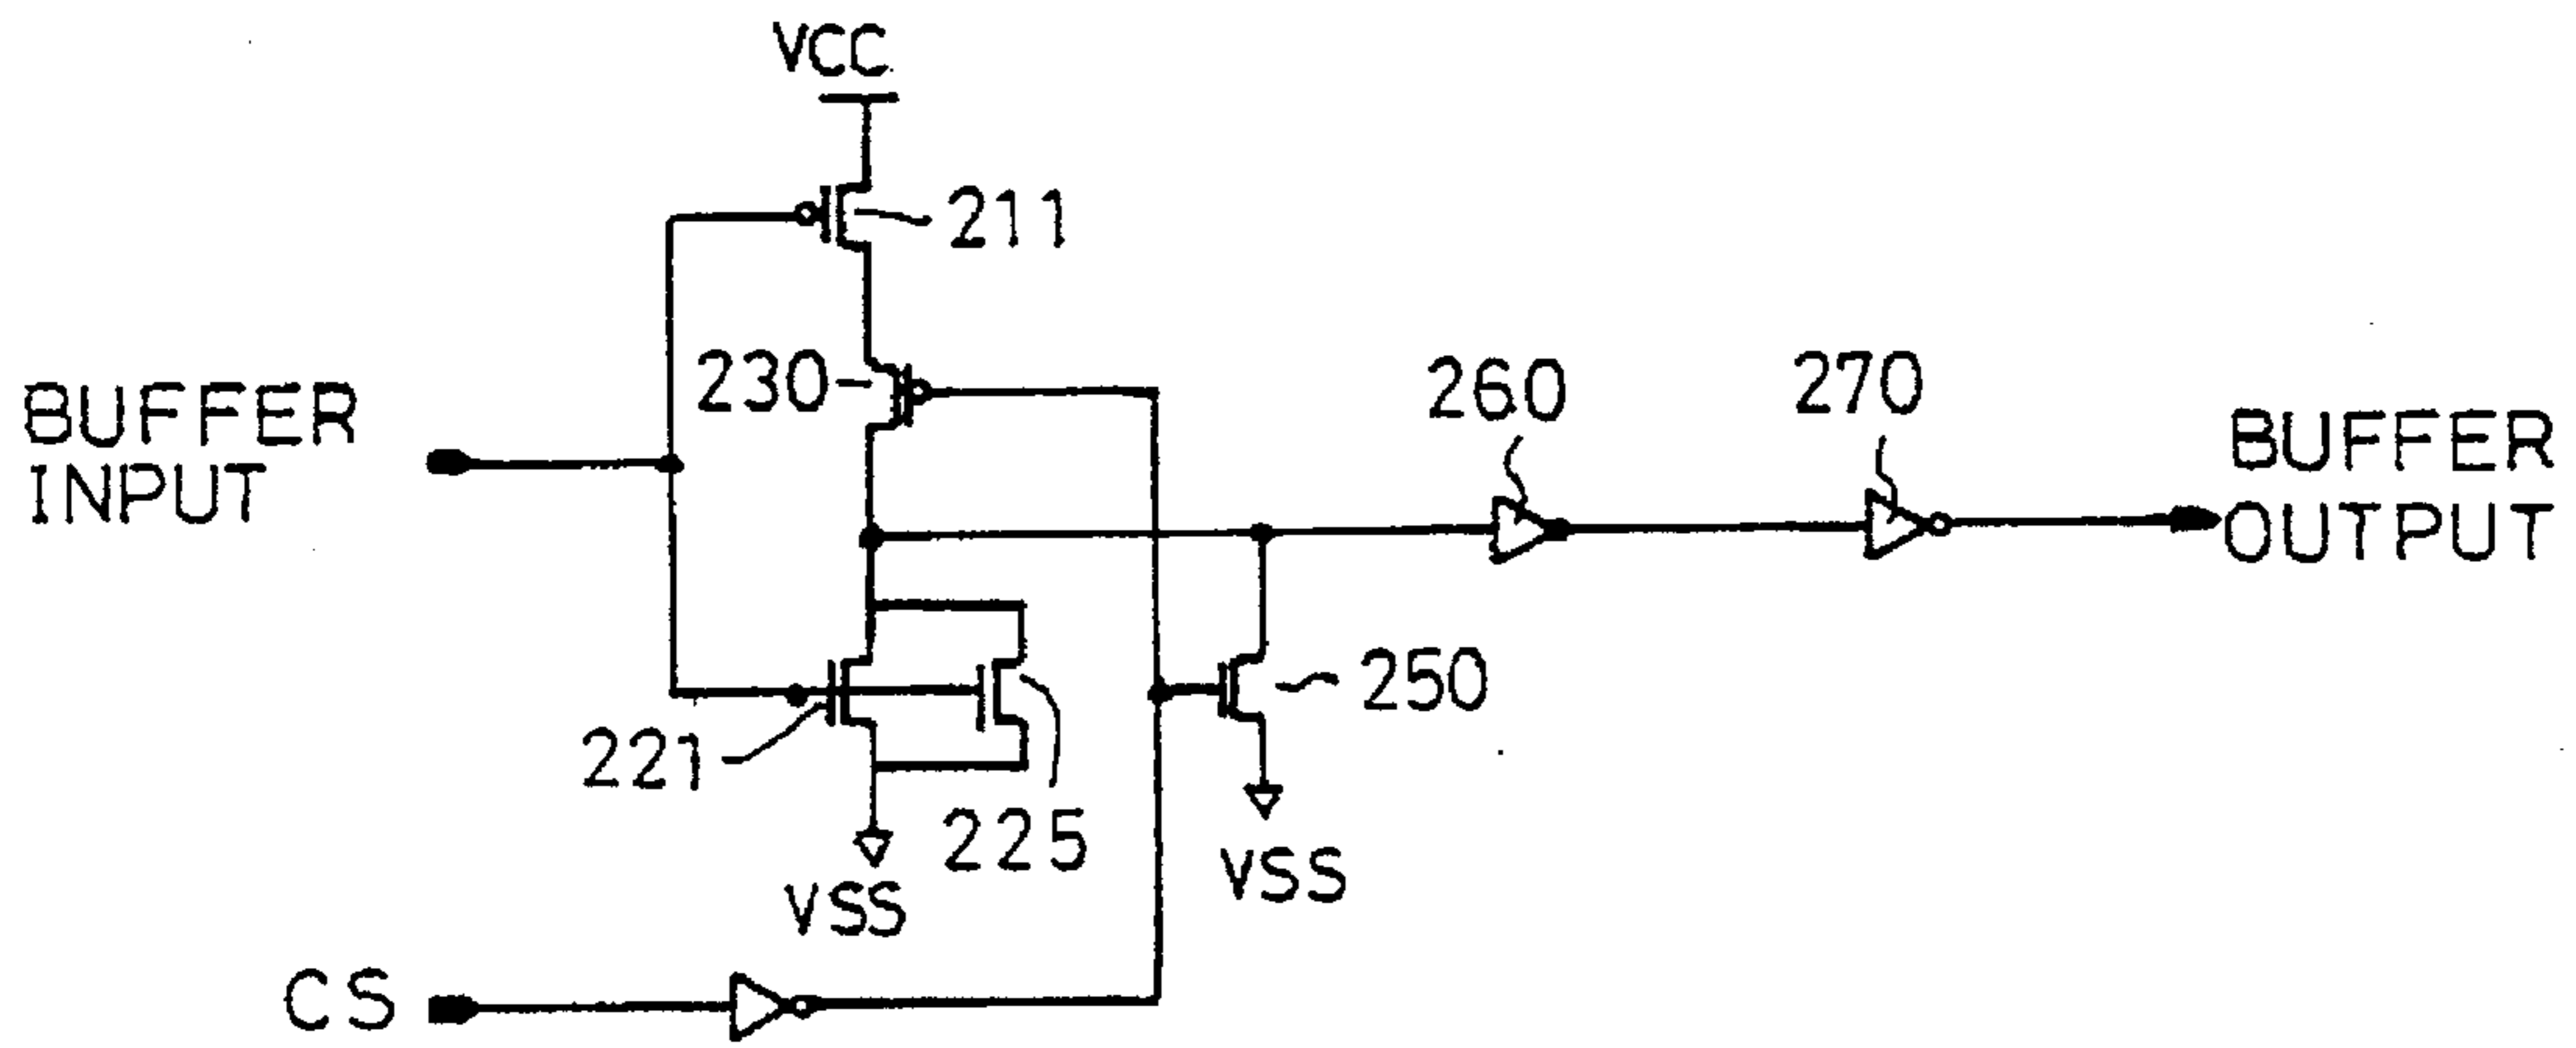 VCC
211
230
260
270
BUFFER
INPUT
BUFFER
OUTPUT
221
250
225
VSS
VSS
CS